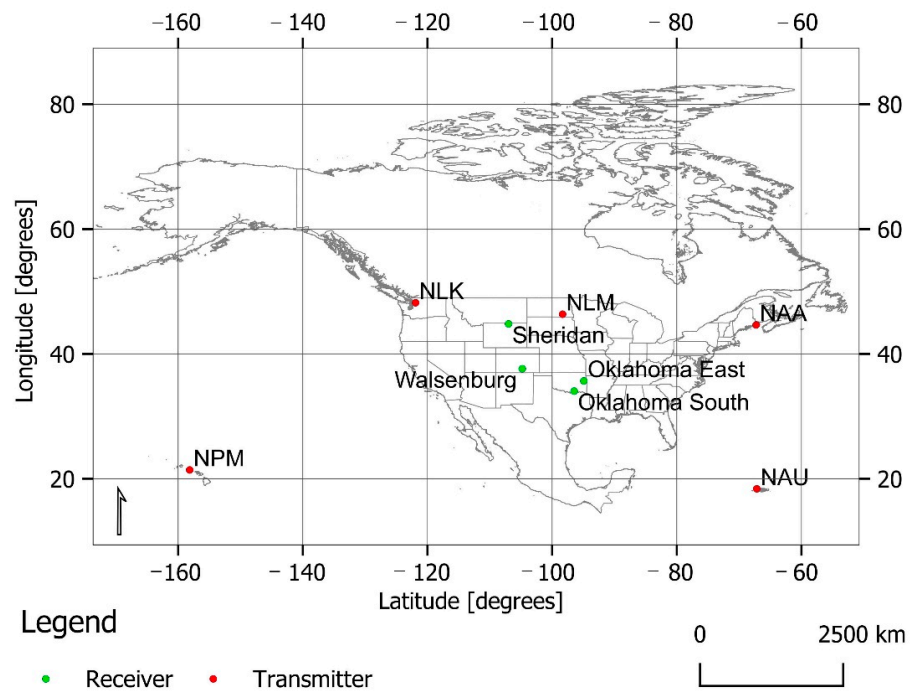 −160 −140 −120 −100 −80 −60
80 80
60 60
NLK NLM NAA
Sheridan
40 40
Walsenburg Oklahoma East
Oklahoma South
NPM NAU
20 20
−160 −140 −120 −100 −80 −60
Longitude [degrees]
Latitude [degrees]
Legend
0 2500 km
Receiver Transmitter